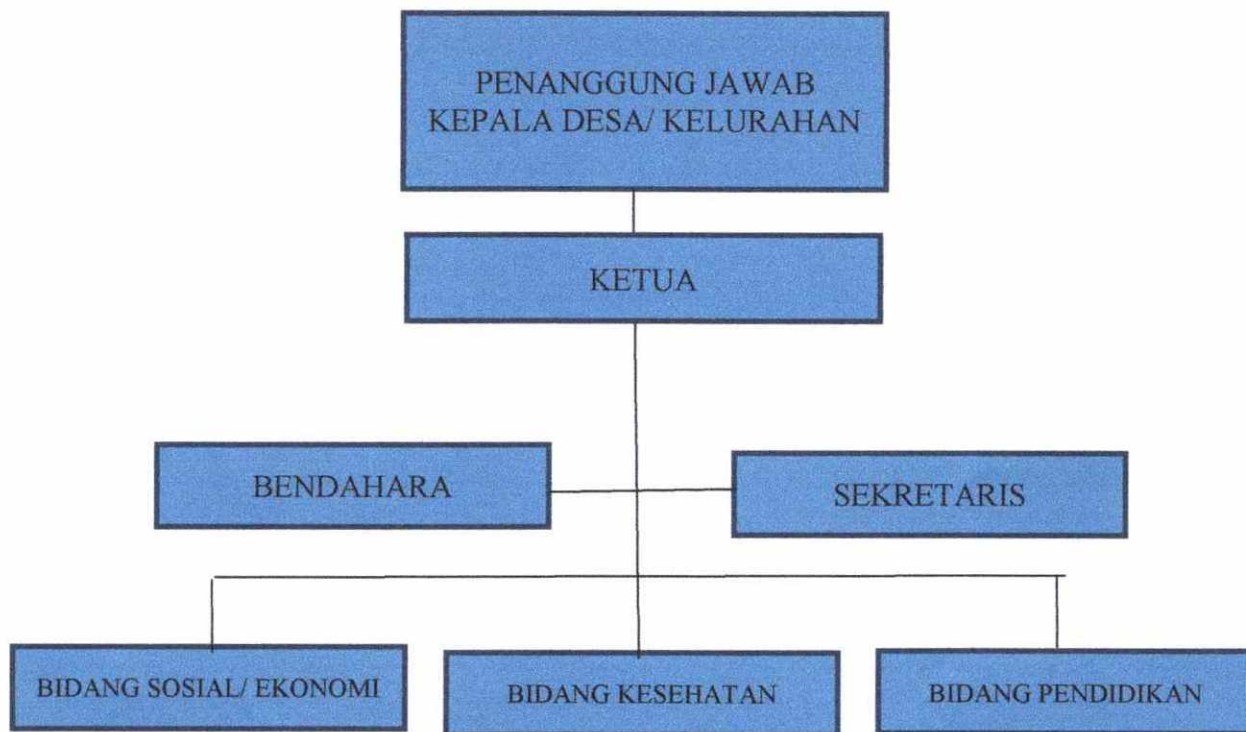 PENANGGUNG JAWAB
KEPALA DESA/ KELURAHAN
KETUA
BENDAHARA
SEKRETARIS
BIDANG SOSIAL/ EKONOMI
BIDANG KESEHATAN
BIDANG PENDIDIKAN